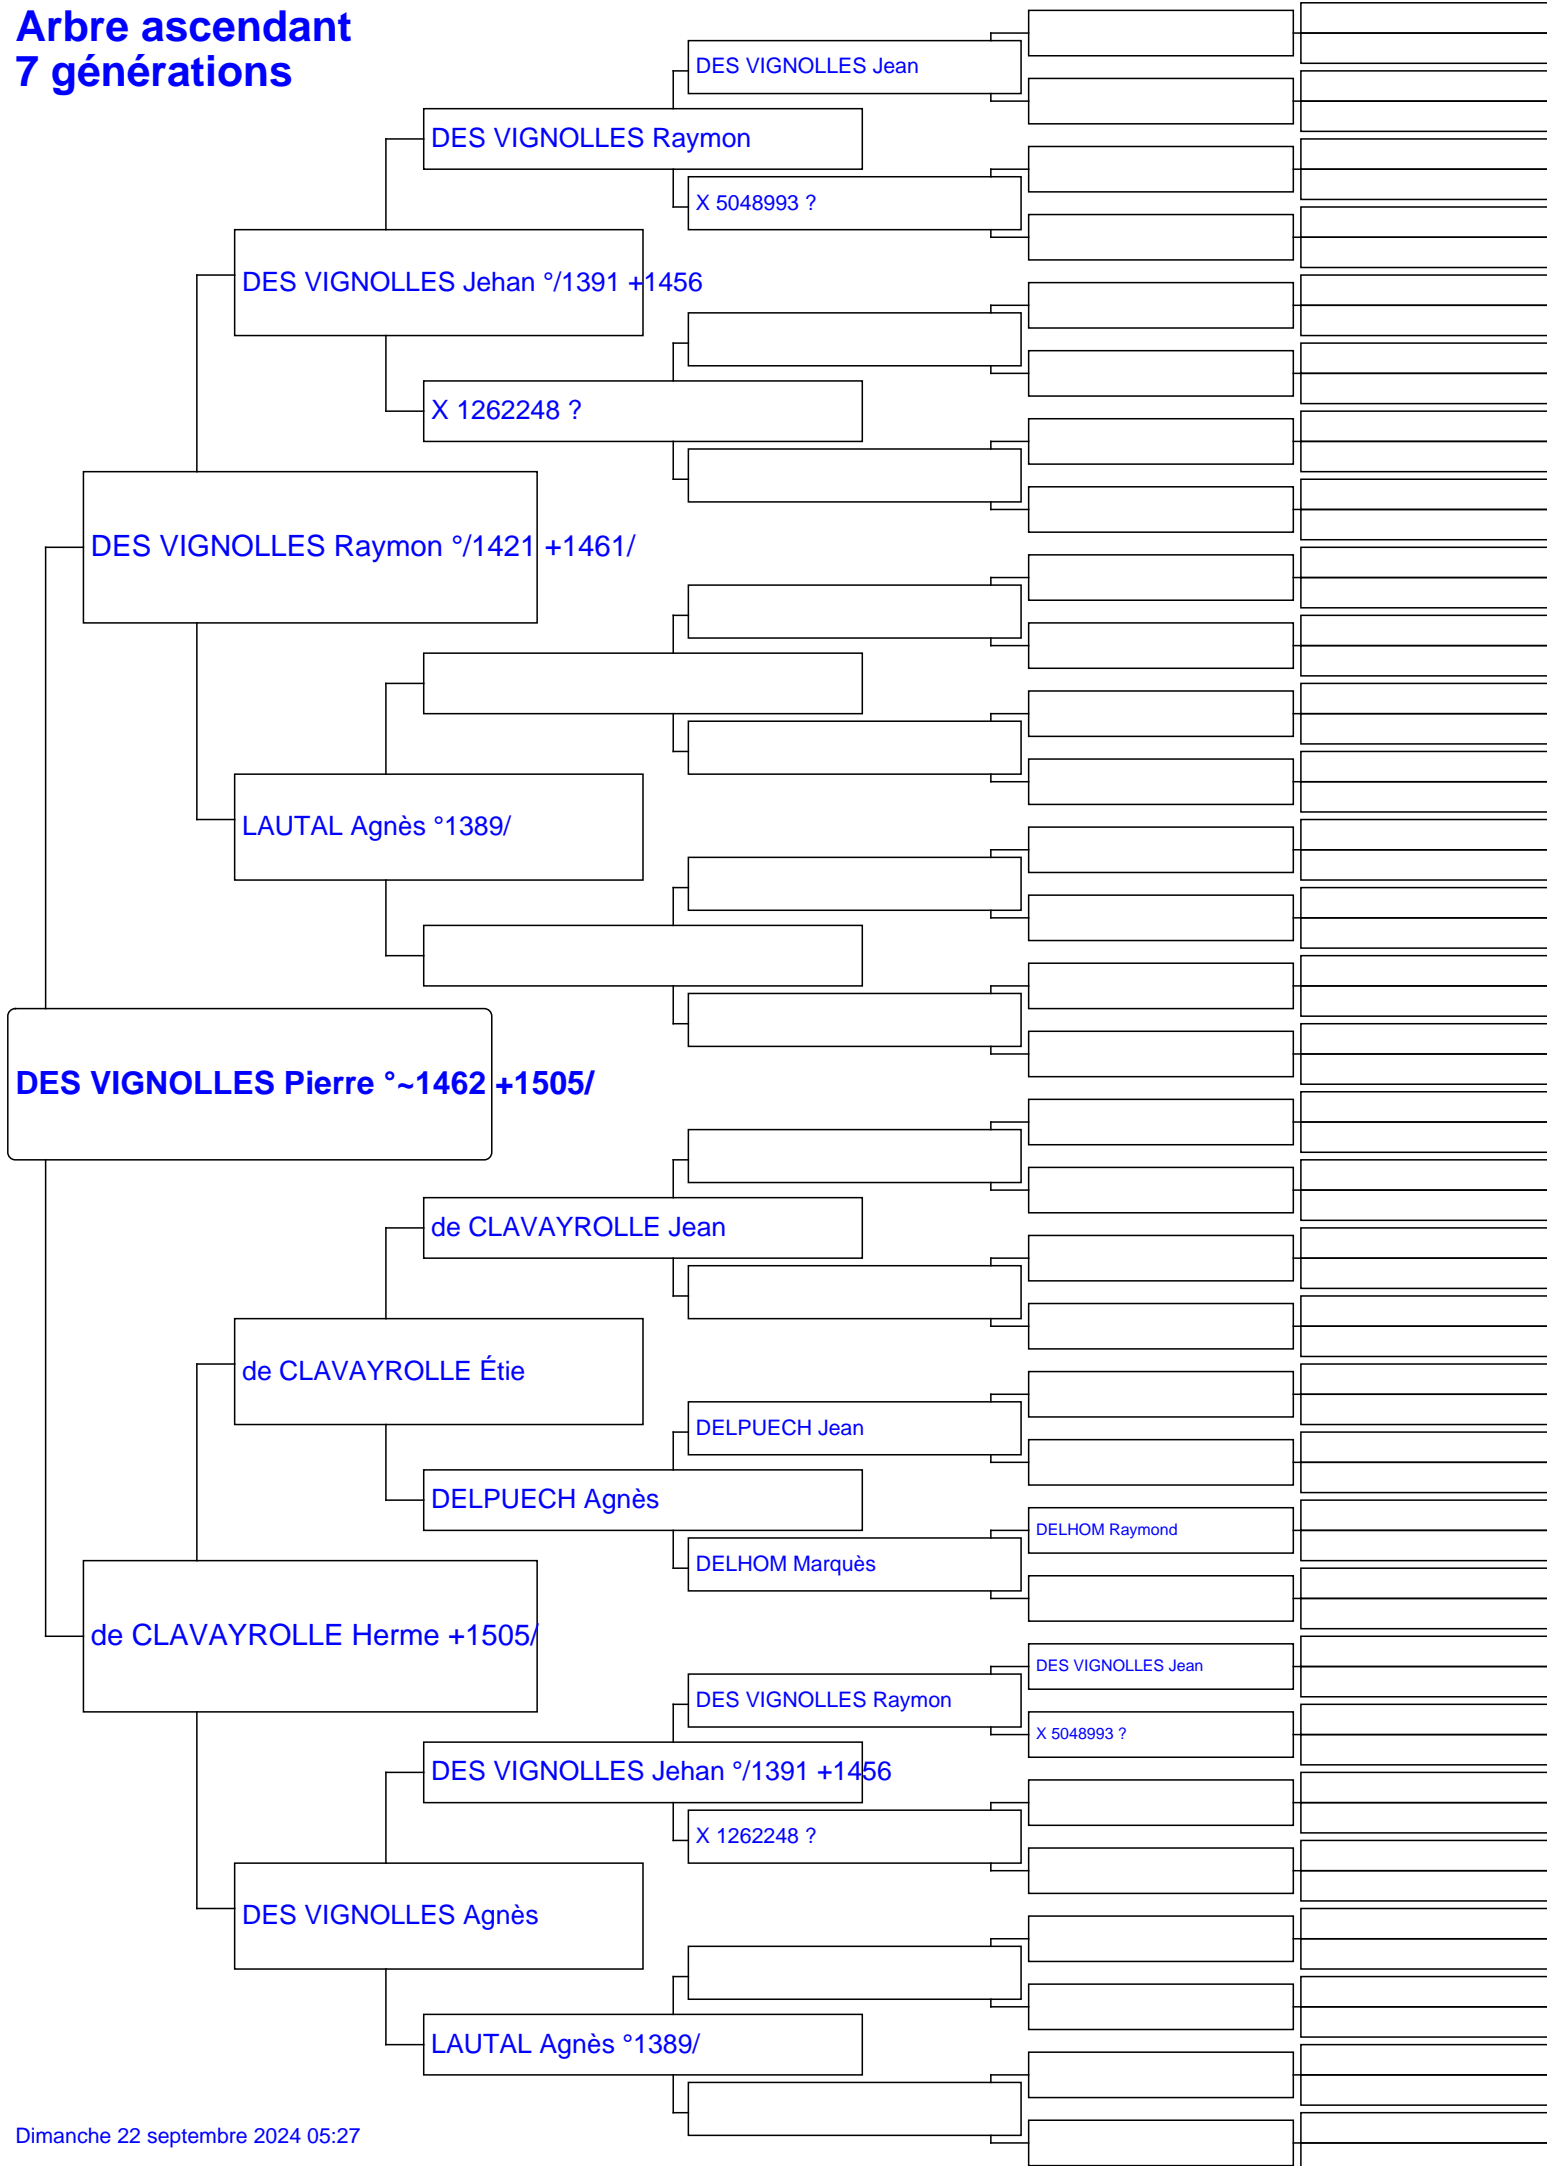 Arbre ascendant
7 générations
DES VIGNOLLES Jean
DES VIGNOLLES Raymon
X 5048993 ?
DES VIGNOLLES Jehan °/1391 +1456
X 1262248 ?
DES VIGNOLLES Raymon °/1421 +1461/
LAUTAL Agnès °1389/
DES VIGNOLLES Pierre °~1462 +1505/
de CLAVAYROLLE Jean
de CLAVAYROLLE Étie
DELPUECH Jean
DELPUECH Agnès
DELHOM Raymond
DELHOM Marquès
de CLAVAYROLLE Herme +1505/
DES VIGNOLLES Jean
DES VIGNOLLES Raymon
X 5048993 ?
DES VIGNOLLES Jehan °/1391 +1456
X 1262248 ?
DES VIGNOLLES Agnès
LAUTAL Agnès °1389/
Dimanche 22 septembre 2024 05:27